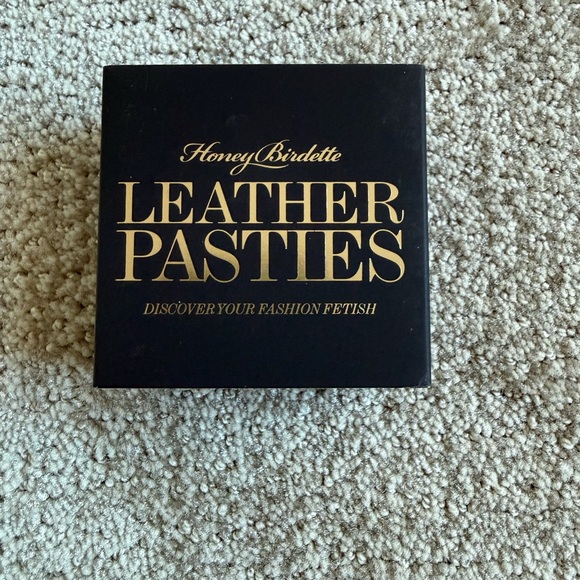 Honey Birdette
LEATHER
PASTIES
DISCOVER YOUR FASHION FETISH